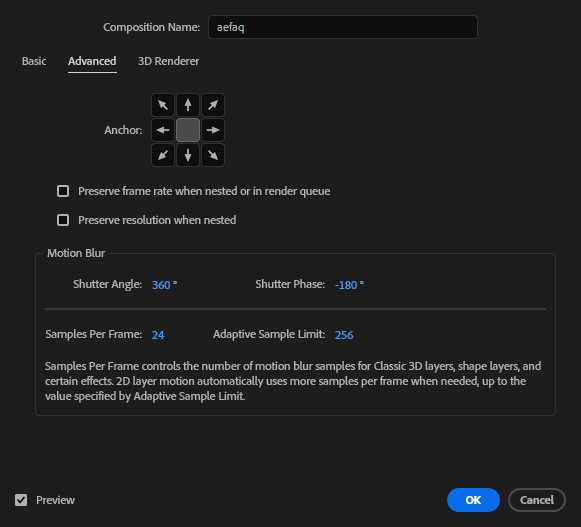 Composition Name: aefaq
Basic Advanced 3D Renderer
Anchor:
Preserve frame rate when nested or in render queue
Preserve resolution when nested
Motion Blur
Shutter Angle: 360 ° Shutter Phase: -180 °
Samples Per Frame: 24 Adaptive Sample Limit: 256
Samples Per Frame controls the number of motion blur samples for Classic 3D layers, shape layers, and
certain effects. 2D layer motion automatically uses more samples per frame when needed, up to the
value specified by Adaptive Sample Limit.
Preview OK Cancel